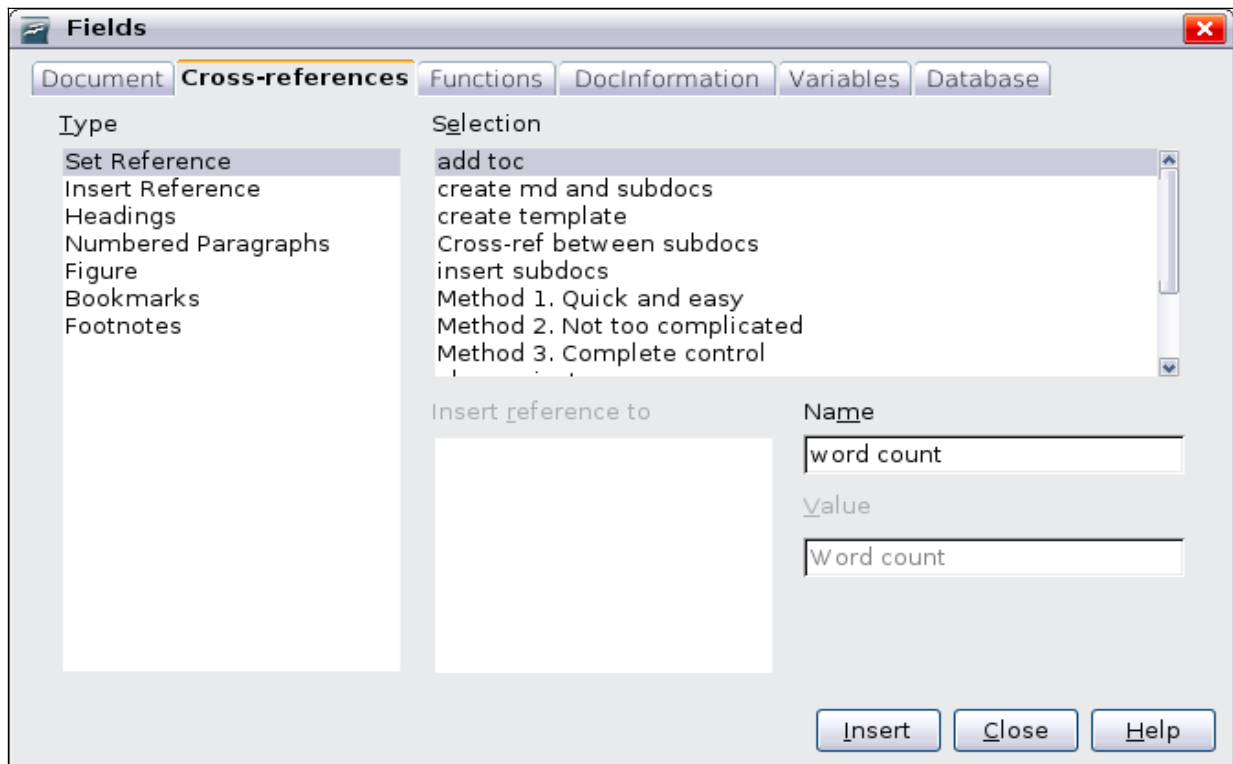 Fields
Document Cross-references Functions DocInformation Variables Database
Type
Set Reference
Insert Reference
Headings
Numbered Paragraphs
Figure
Bookmarks
Footnotes
Selection
add toc
create md and subdocs
create template
Cross-ref between subdocs
insert subdocs
Method 1. Quick and easy
Method 2. Not too complicated
Method 3. Complete control
Insert reference to
Name
word count
Value
Word count
Insert Close Help